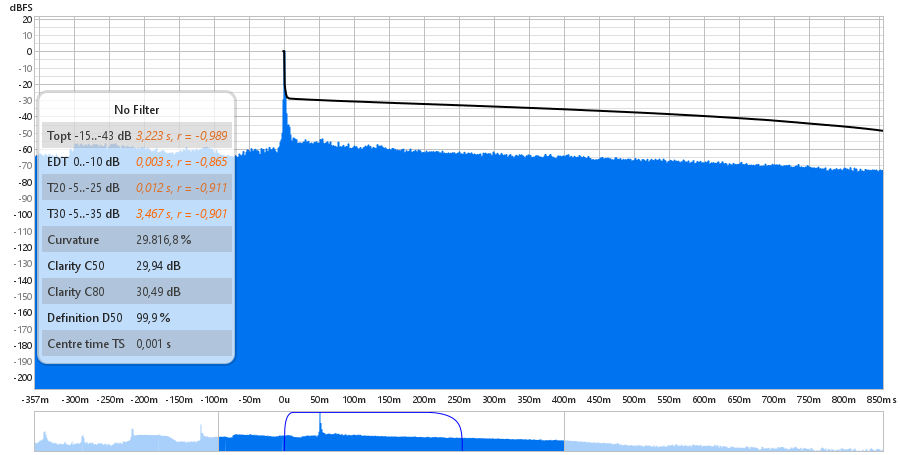 dBFS
20
10
0
-10
-20
-30
-40
-50
-60
-70
-80
-90
-100
-110
-120
-130
-140
-150
-160
-170
-180
-190
-200
No Filter
Topt -15..-43 dB 3,223 s, r = -0,989
EDT 0..-10 dB 0,003 s, r = -0,865
T20 -5..-25 dB 0,012 s, r = -0,911
T30 -5..-35 dB 3,467 s, r = -0,901
Curvature 29.816,8 %
Clarity C50 29,94 dB
Clarity C80 30,49 dB
Definition D50 99,9 %
Centre time TS 0,001 s
-357m -300m -250m -200m -150m -100m -50m 0u 50m 100m 150m 200m 250m 300m 350m 400m 450m 500m 550m 600m 650m 700m 750m 800m 850m s